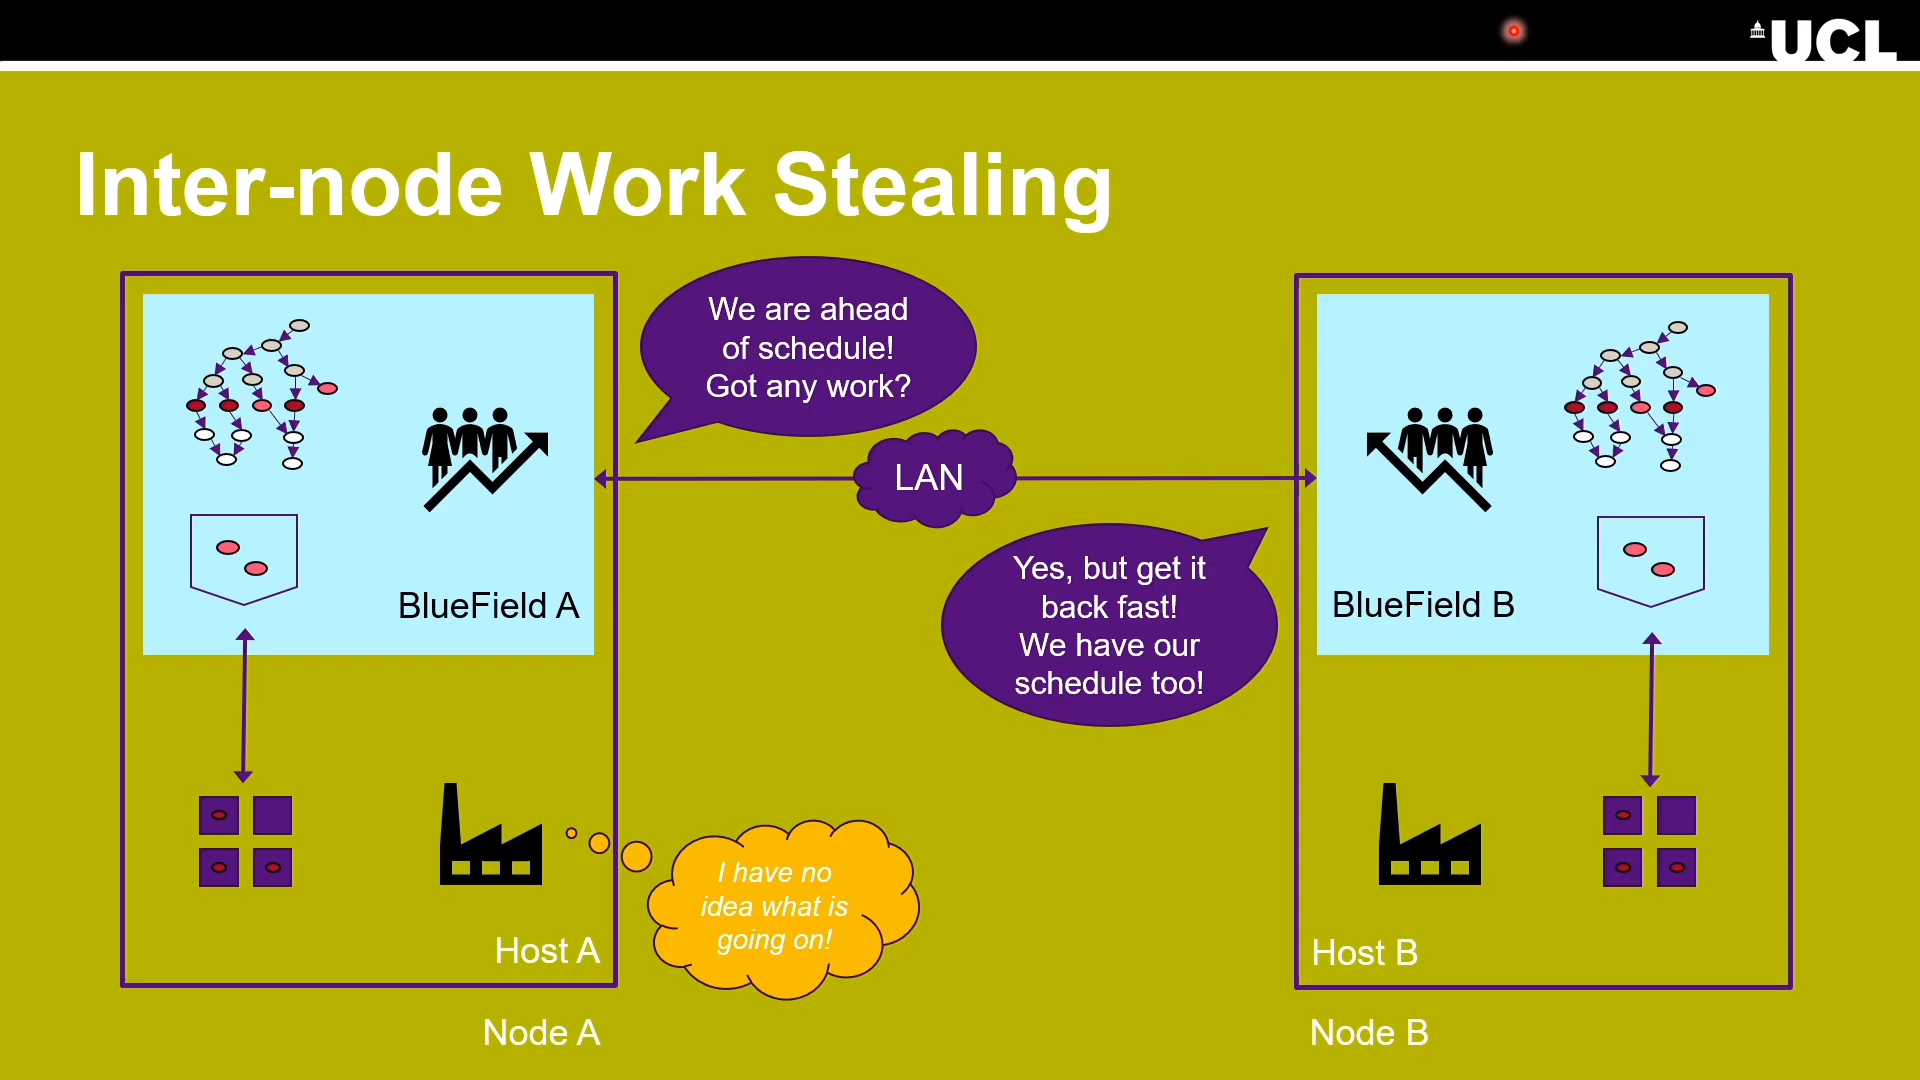 UCL
Inter-node Work Stealing
We are ahead
of schedule!
Got any work?
LAN
Yes, but get it
back fast!
We have our
schedule too!
BlueField A
BlueField B
I have no
idea what is
going on!
Host A
Host B
Node A
Node B